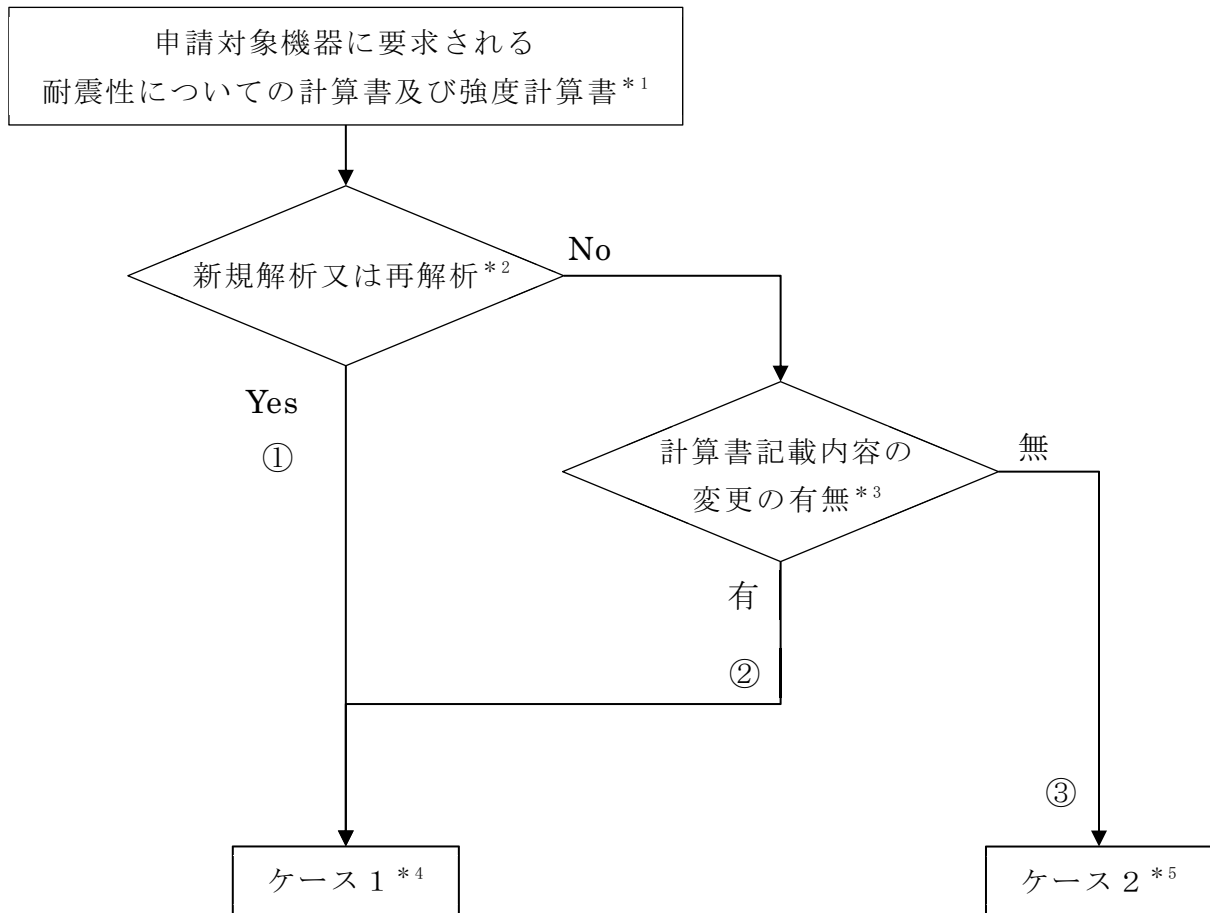 申請対象機器に要求される
耐震性についての計算書及び強度計算書*1
新規解析又は再解析*2
No
Yes
①
計算書記載内容の
変更の有無*3
無
有
②
③
ケース1*4
ケース2*5